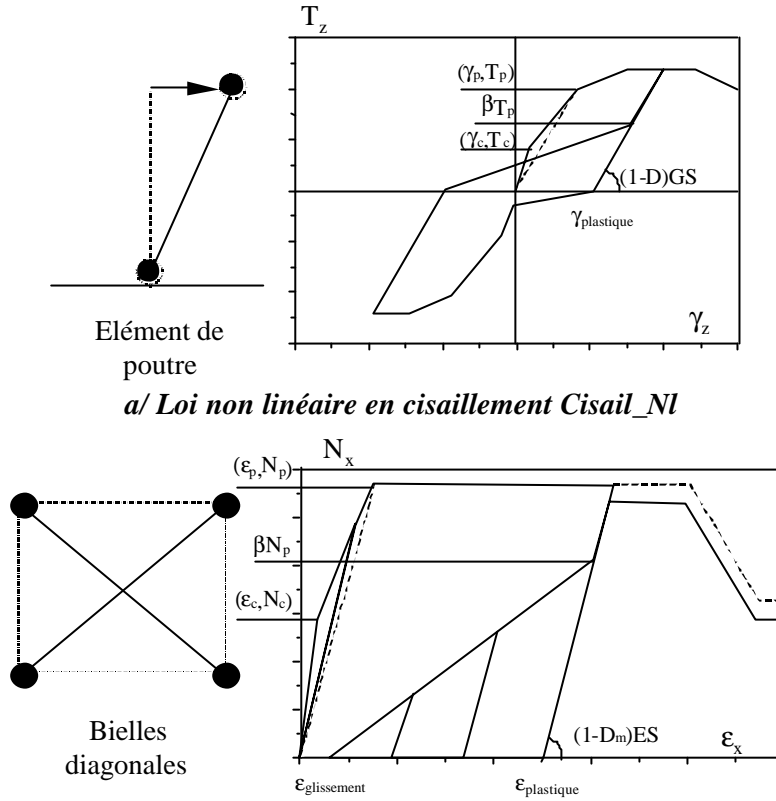 T_z
(γ_p,T_p)
βT_p
(γ_c,T_c)
(1-D)GS
γ_plastique
γ_z
Elément de
poutre
a/ Loi non linéaire en cisaillement Cisail_Nl
N_x
(ε_p,N_p)
βN_p
(ε_c,N_c)
(1-D_m)ES
ε_x
Bielles
diagonales
ε_glissement
ε_plastique